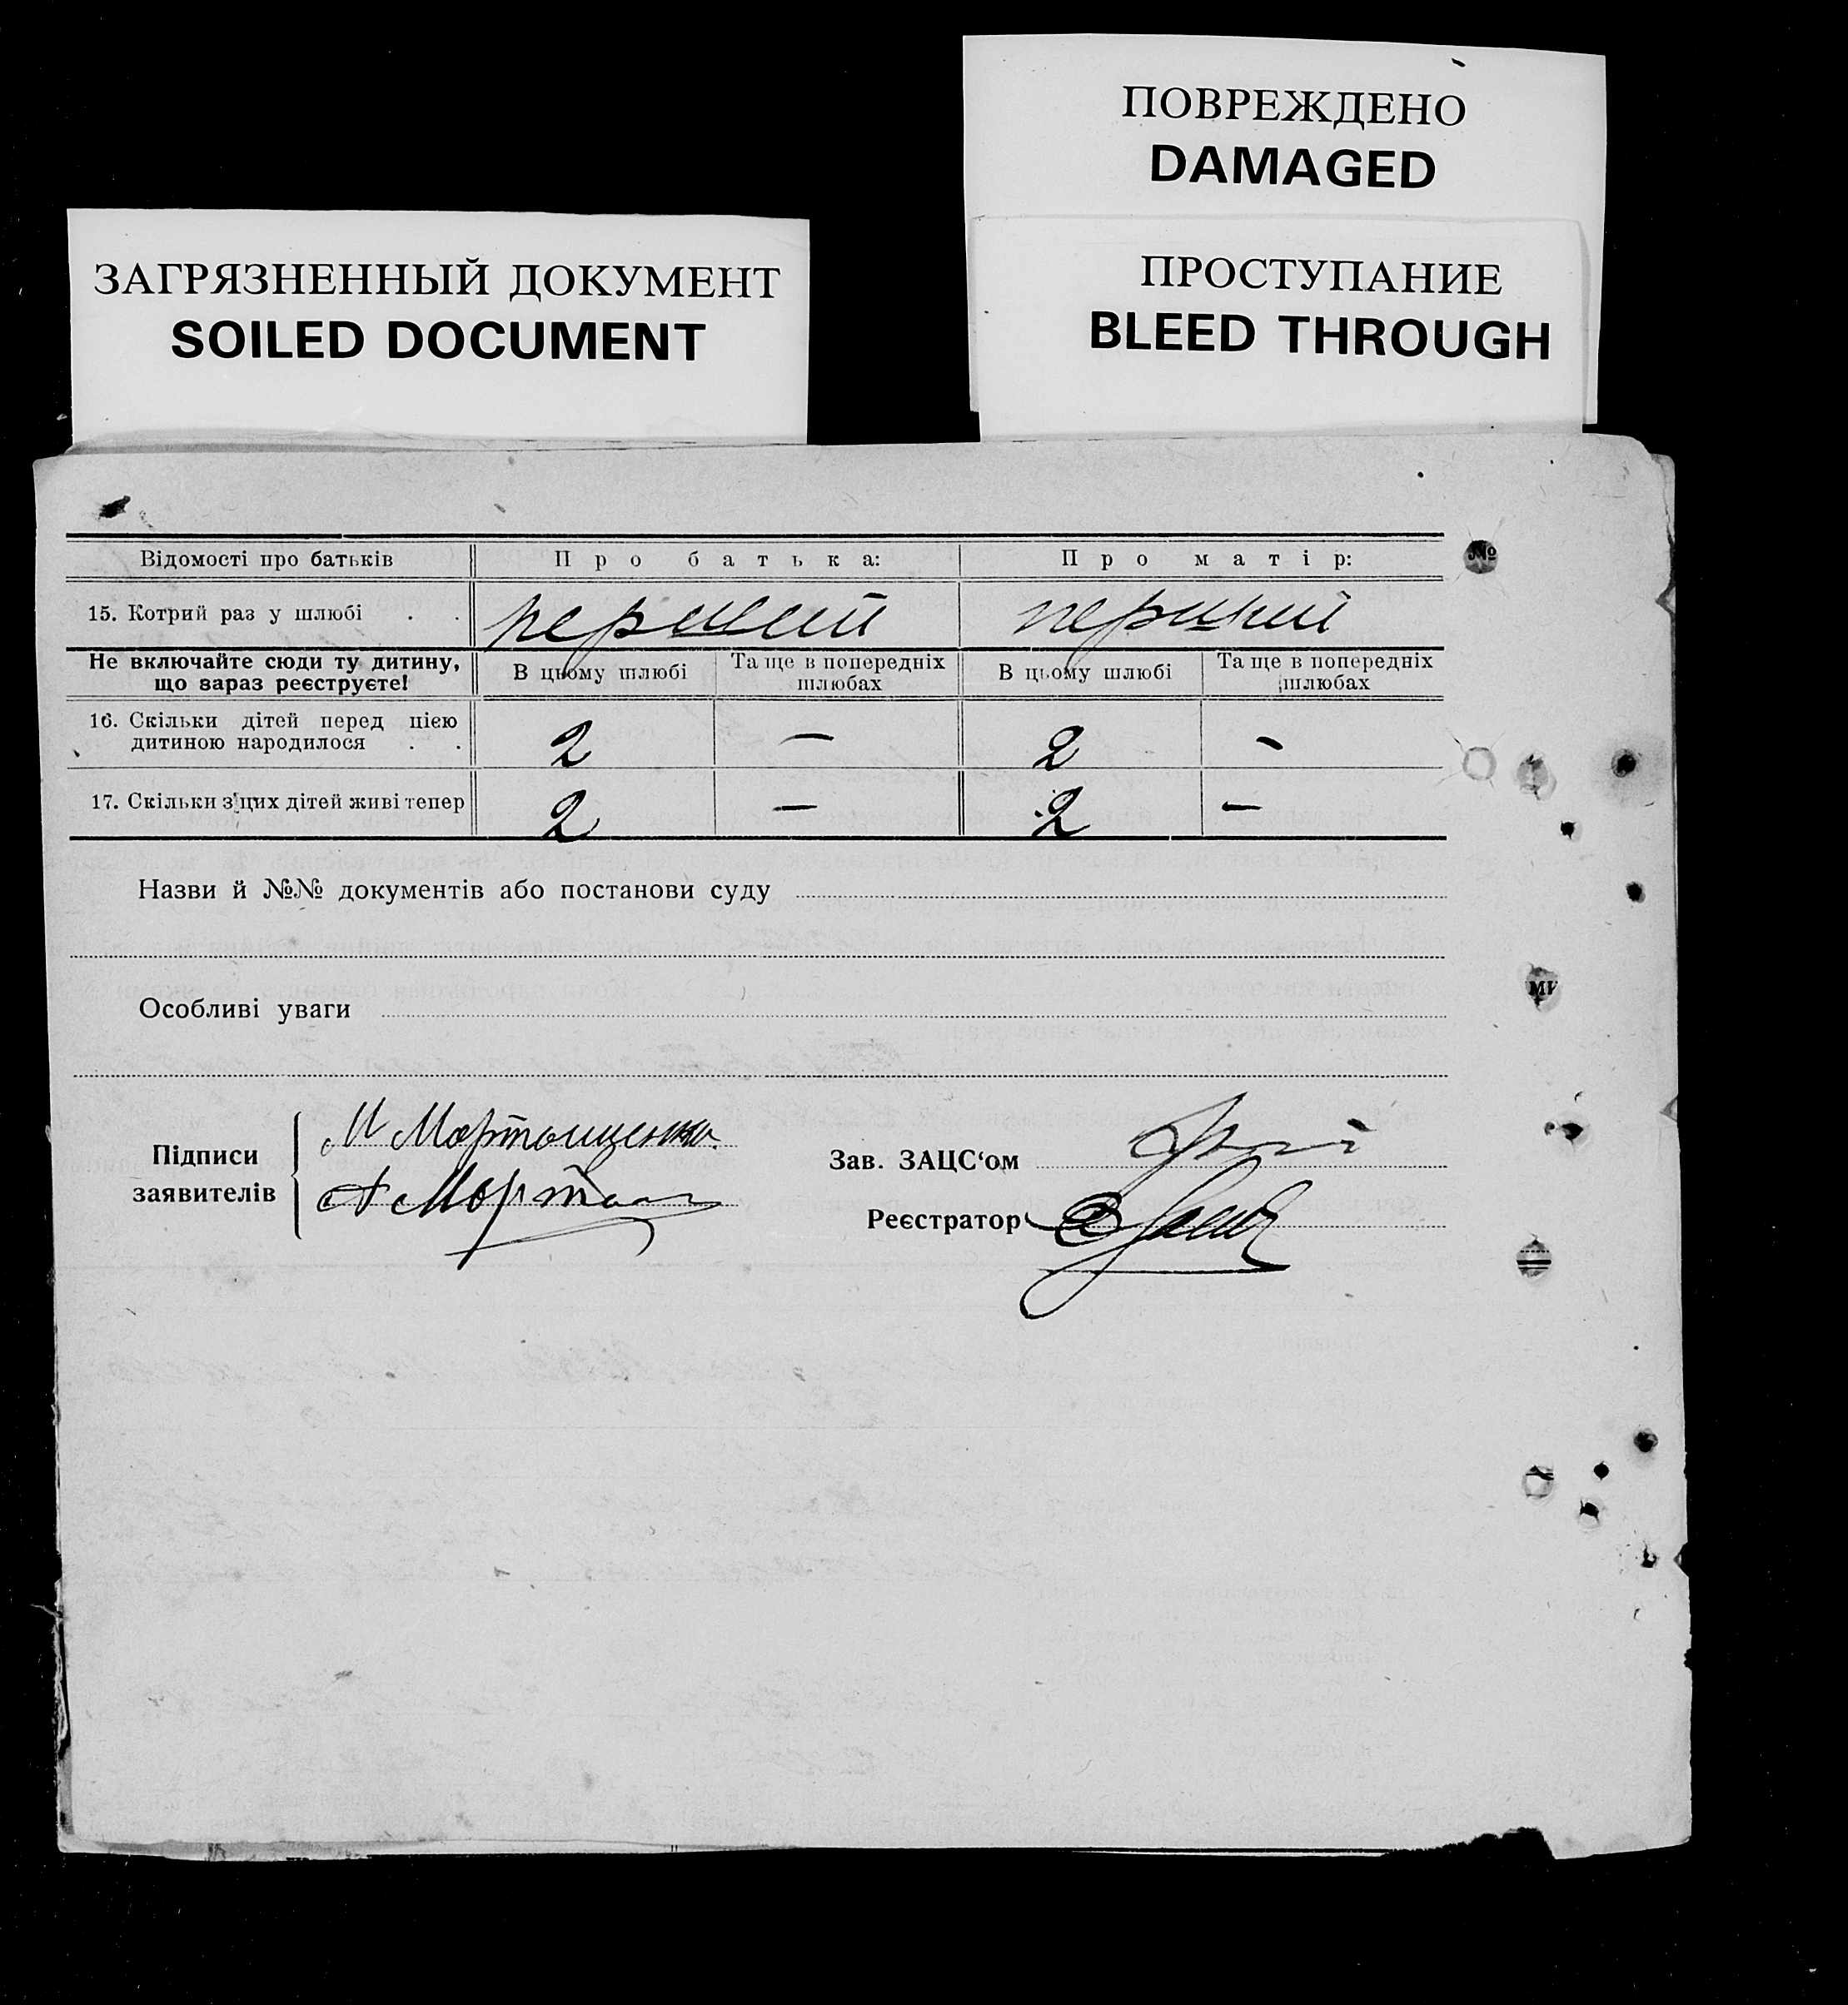 ПОВРЕЖДЕНО
DAMAGED
ЗАГРЯЗНЕННЫЙ ДОКУМЕНТ
SOILED DOCUMENT
ПРОСТУПАНИЕ
BLEED THROUGH
Відомості про батьків Про батька: Про матір: №
15. Котрий раз у шлюбі . . перший перший
Не включайте сюди ту дитину, що зараз реєструєте! В цьому шлюбі Та ще в попередніх шлюбах В цьому шлюбі Та ще в попередніх шлюбах
16. Скільки дітей перед цією
дитиною народилося . . 2 — 2 -
17. Скільки з цих дітей живі тепер 2 — 2 —
Назви й №№ документів або постанови суду
Особливі уваги
Підписи
заявителів
М Мартощенко
А Март
Зав. ЗАЦС‘ом
Реєстратор